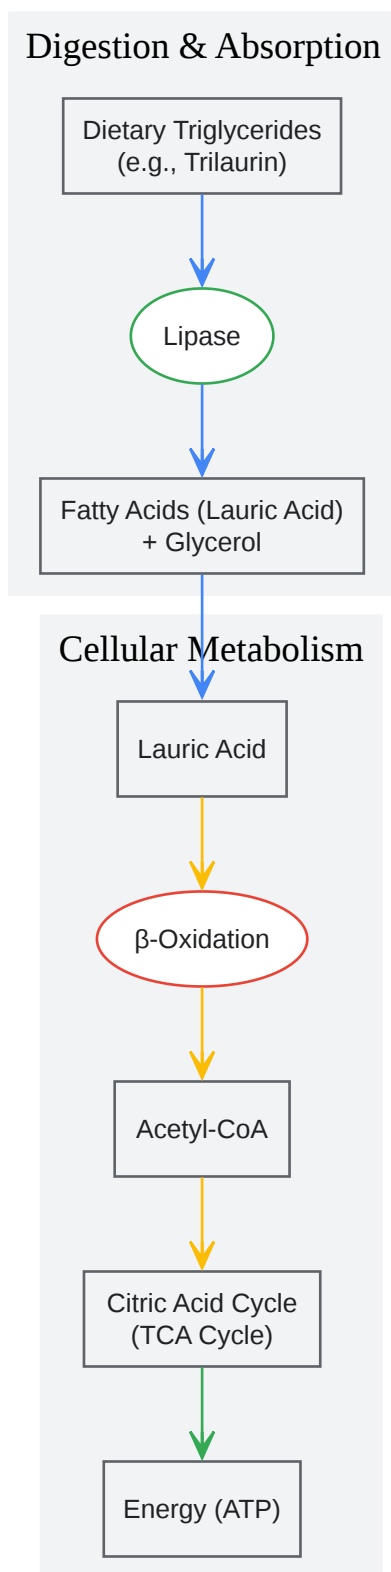 Digestion & Absorption
Dietary Triglycerides
(e.g., Trilaurin)
Lipase
Fatty Acids (Lauric Acid)
+ Glycerol
Cellular Metabolism
Lauric Acid
β-Oxidation
Acetyl-CoA
Citric Acid Cycle
(TCA Cycle)
Energy (ATP)